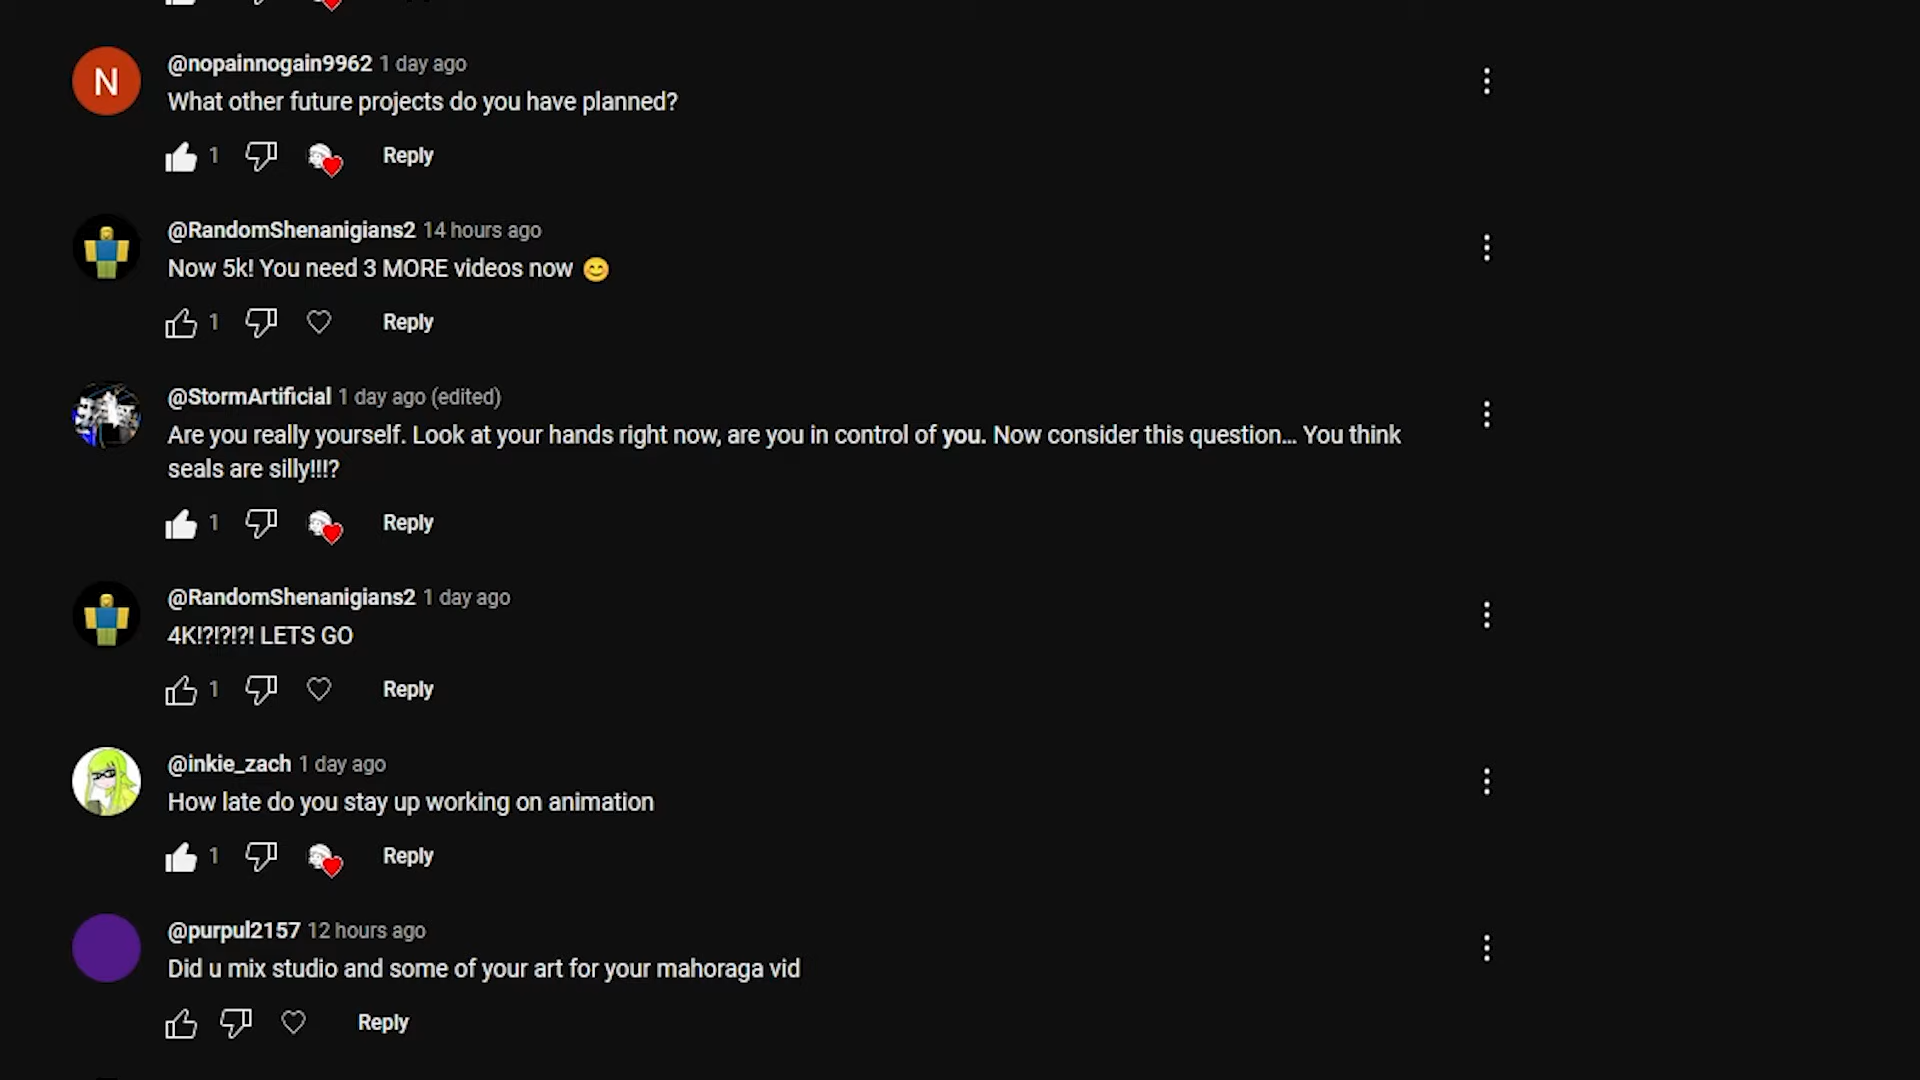 N
@nopainnogain9962 1 day ago
What other future projects do you have planned?
1 Reply
@RandomShenanigians2 14 hours ago
Now 5k! You need 3 MORE videos now 😊
1 Reply
@StormArtificial 1 day ago (edited)
Are you really yourself. Look at your hands right now, are you in control of you. Now consider this question... You think
seals are silly!!!?
1 Reply
@RandomShenanigians2 1 day ago
4K!?!?!?! LETS GO
1 Reply
@inkie_zach 1 day ago
How late do you stay up working on animation
1 Reply
@purpul2157 12 hours ago
Did u mix studio and some of your art for your mahoraga vid
Reply